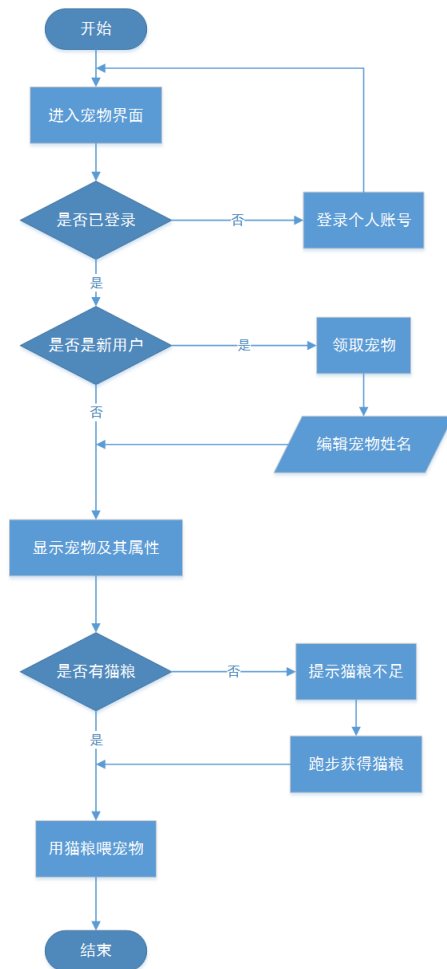 开始
进入宠物界面
是否已登录
否
登录个人账号
是
是否是新用户
是
领取宠物
否
编辑宠物姓名
显示宠物及其属性
是否有猫粮
否
提示猫粮不足
是
跑步获得猫粮
用猫粮喂宠物
结束